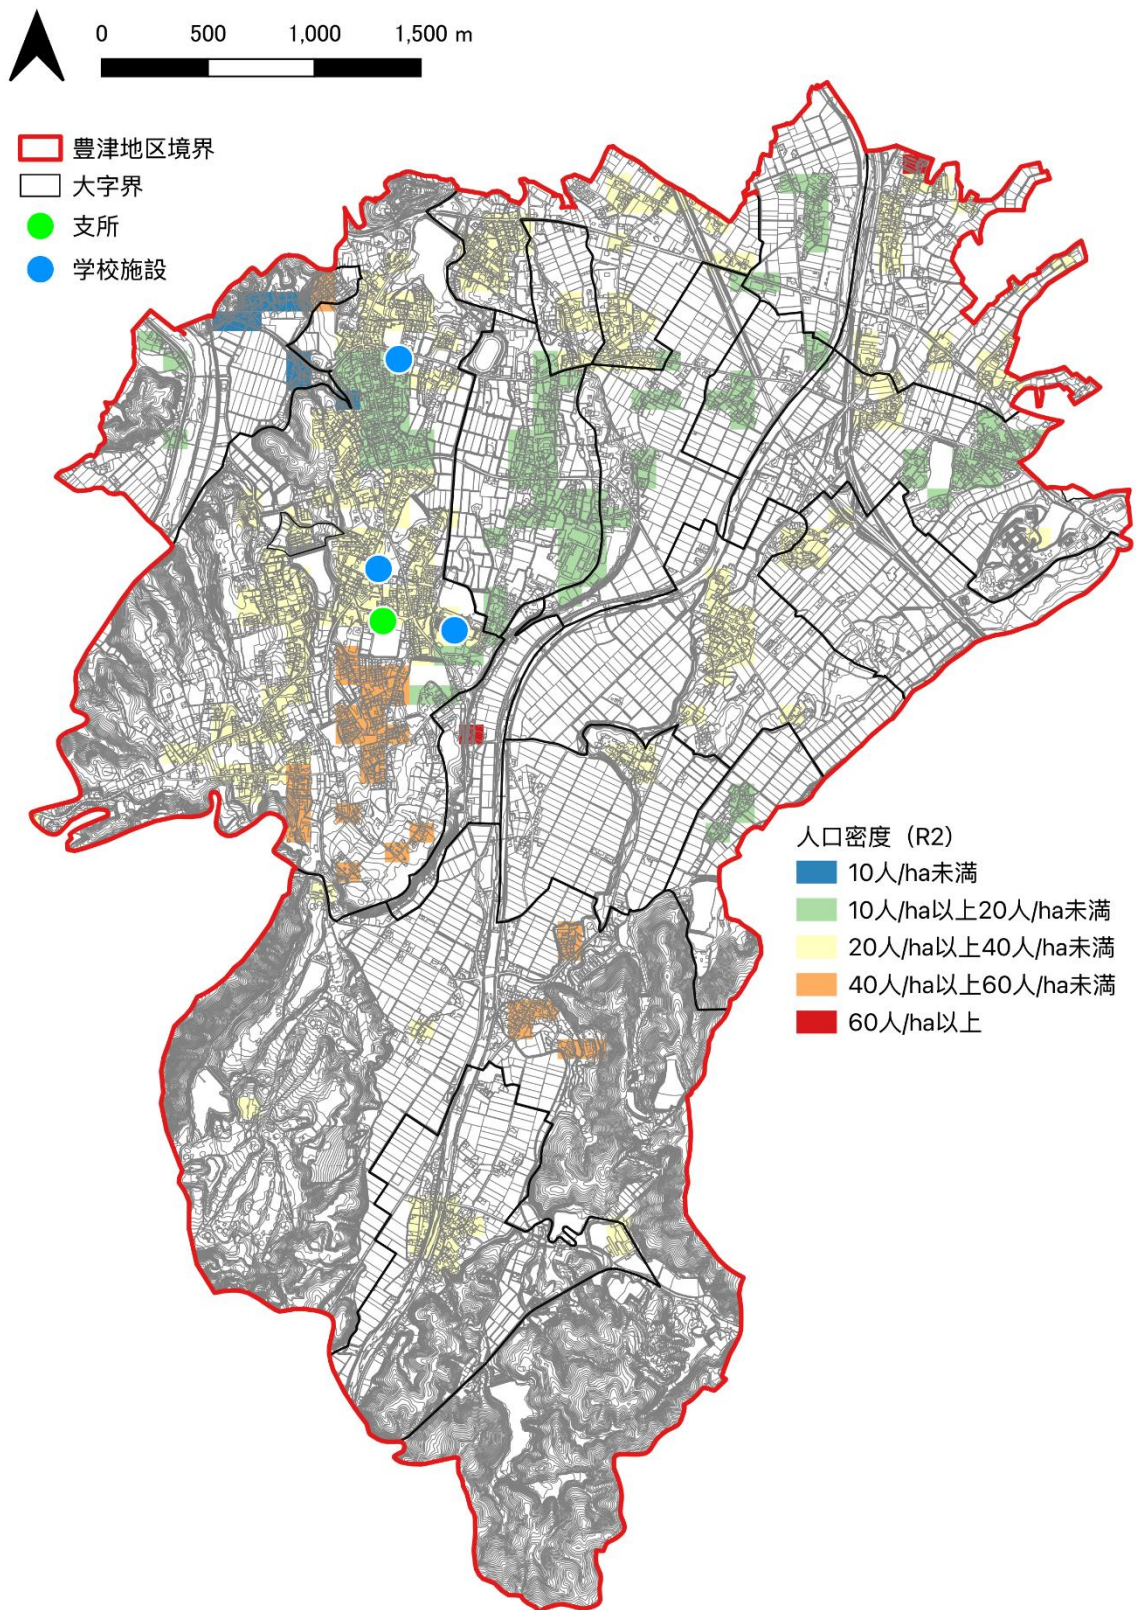 0 500 1,000 1,500 m
豊津地区境界
大字界
支所
学校施設
人口密度（R2）
10人/ha未満
10人/ha以上20人/ha未満
20人/ha以上40人/ha未満
40人/ha以上60人/ha未満
60人/ha以上